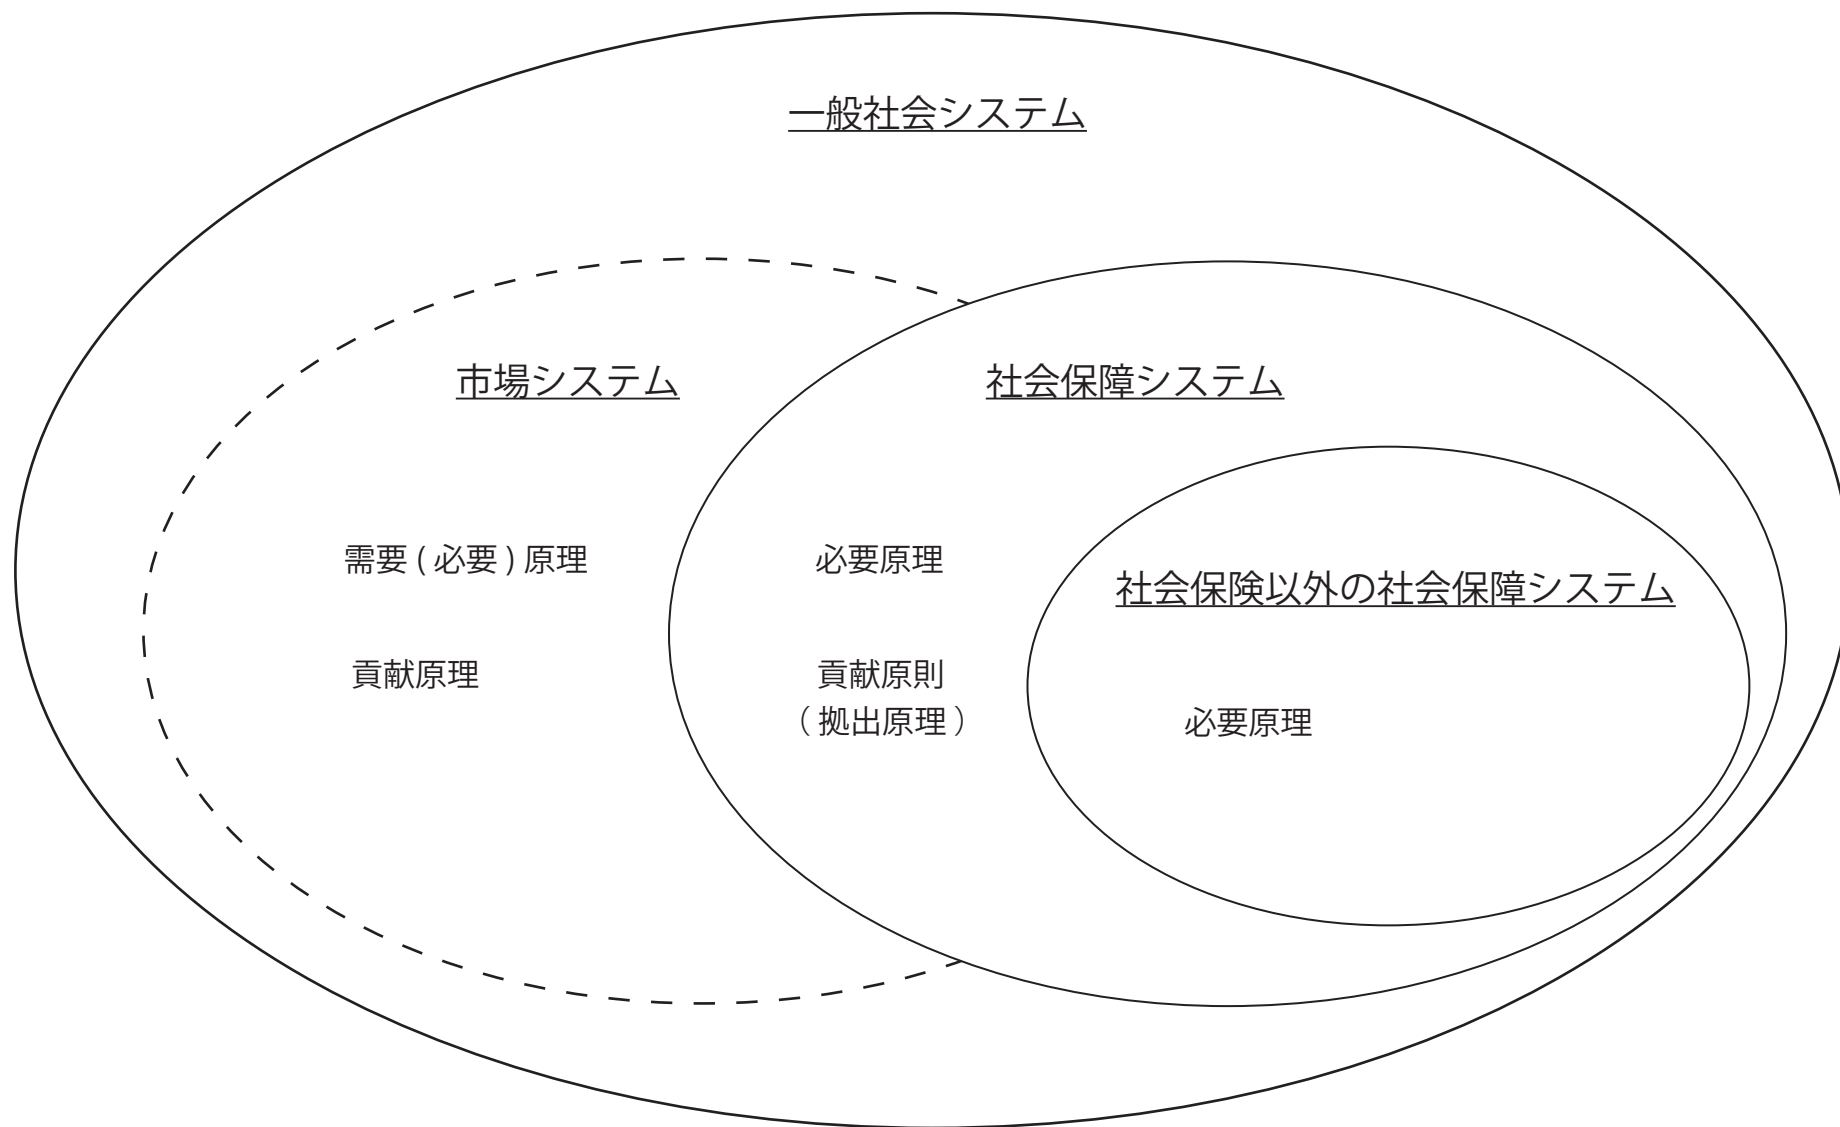 一般社会システム
市場システム
社会保障システム
需要 ( 必要 ) 原理
必要原理
社会保険以外の社会保障システム
貢献原理
貢献原則
（ 拠出原理 ）
必要原理